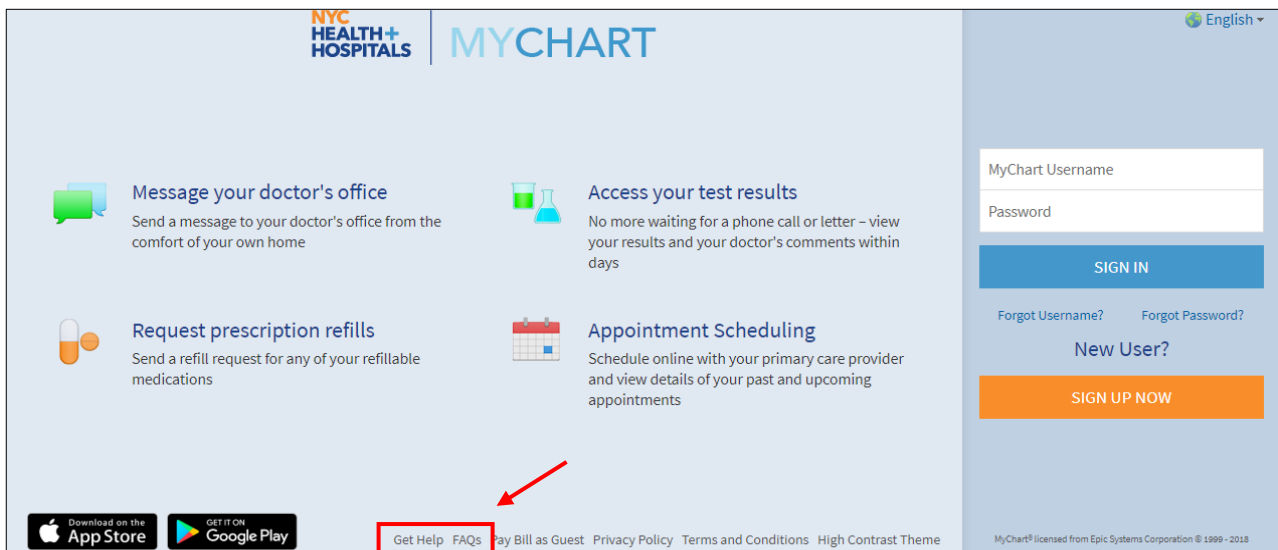 NYC
HEALTH+
HOSPITALS
MYCHART
English
Message your doctor's office
Send a message to your doctor's office from the
comfort of your own home
Access your test results
No more waiting for a phone call or letter – view
your results and your doctor's comments within
days
Request prescription refills
Send a refill request for any of your refillable
medications
Appointment Scheduling
Schedule online with your primary care provider
and view details of your past and upcoming
appointments
MyChart Username
Password
SIGN IN
Forgot Username? Forgot Password?
New User?
SIGN UP NOW
Download on the
App Store
GET IT ON
Google Play
Get Help FAQs Pay Bill as Guest Privacy Policy Terms and Conditions High Contrast Theme
MyChart® licensed from Epic Systems Corporation © 1999 - 2018